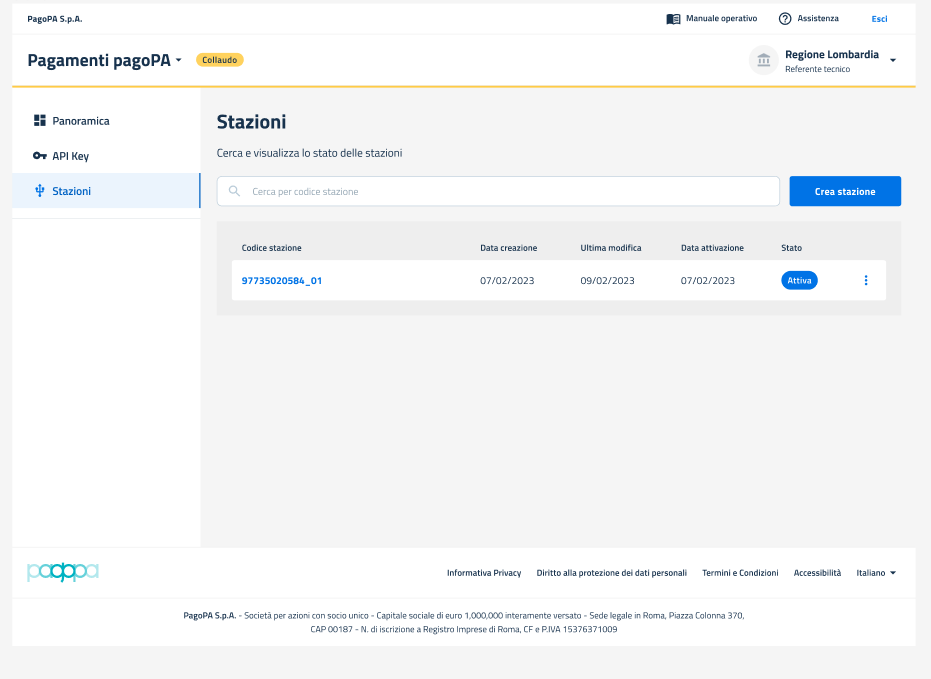 PagoPA S.p.A.
Manuale operativo
Assistenza
Esci
Pagamenti pagoPA
Collaudo
Regione Lombardia
Referente tecnico
Panoramica
API Key
Stazioni
Stazioni
Cerca e visualizza lo stato delle stazioni
Cerca per codice stazione
Crea stazione
Codice stazione Data creazione Ultima modifica Data attivazione Stato
97735020584_01 07/02/2023 09/02/2023 07/02/2023 Attiva
pagopa
Informativa Privacy Diritto alla protezione dei dati personali Termini e Condizioni Accessibilità Italiano
PagoPA S.p.A. - Società per azioni con socio unico - Capitale sociale di euro 1,000,000 interamente versato - Sede legale in Roma, Piazza Colonna 370,
CAP 00187 - N. di iscrizione a Registro Imprese di Roma, CF e P.IVA 15376371009